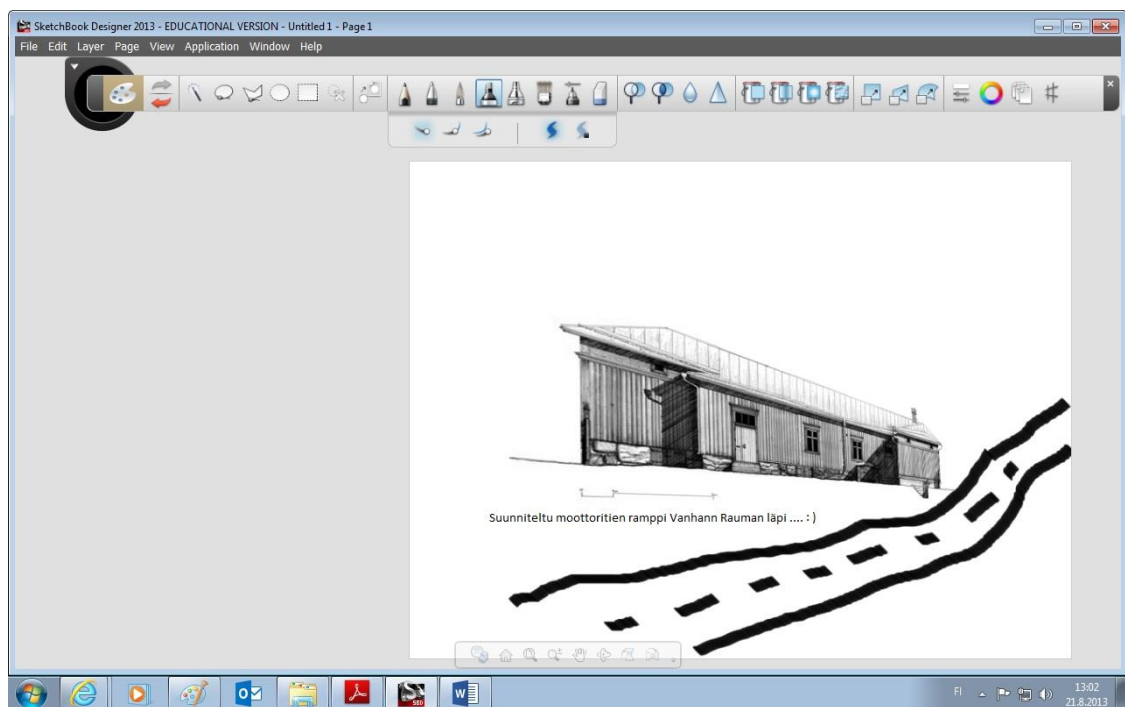 SketchBook Designer 2013 - EDUCATIONAL VERSION - Untitled 1 - Page 1
File Edit Layer Page View Application Window Help
Suunniteltu moottoritien ramppi Vanhann Rauman läpi .... : )
FI 13:02
21.8.2013